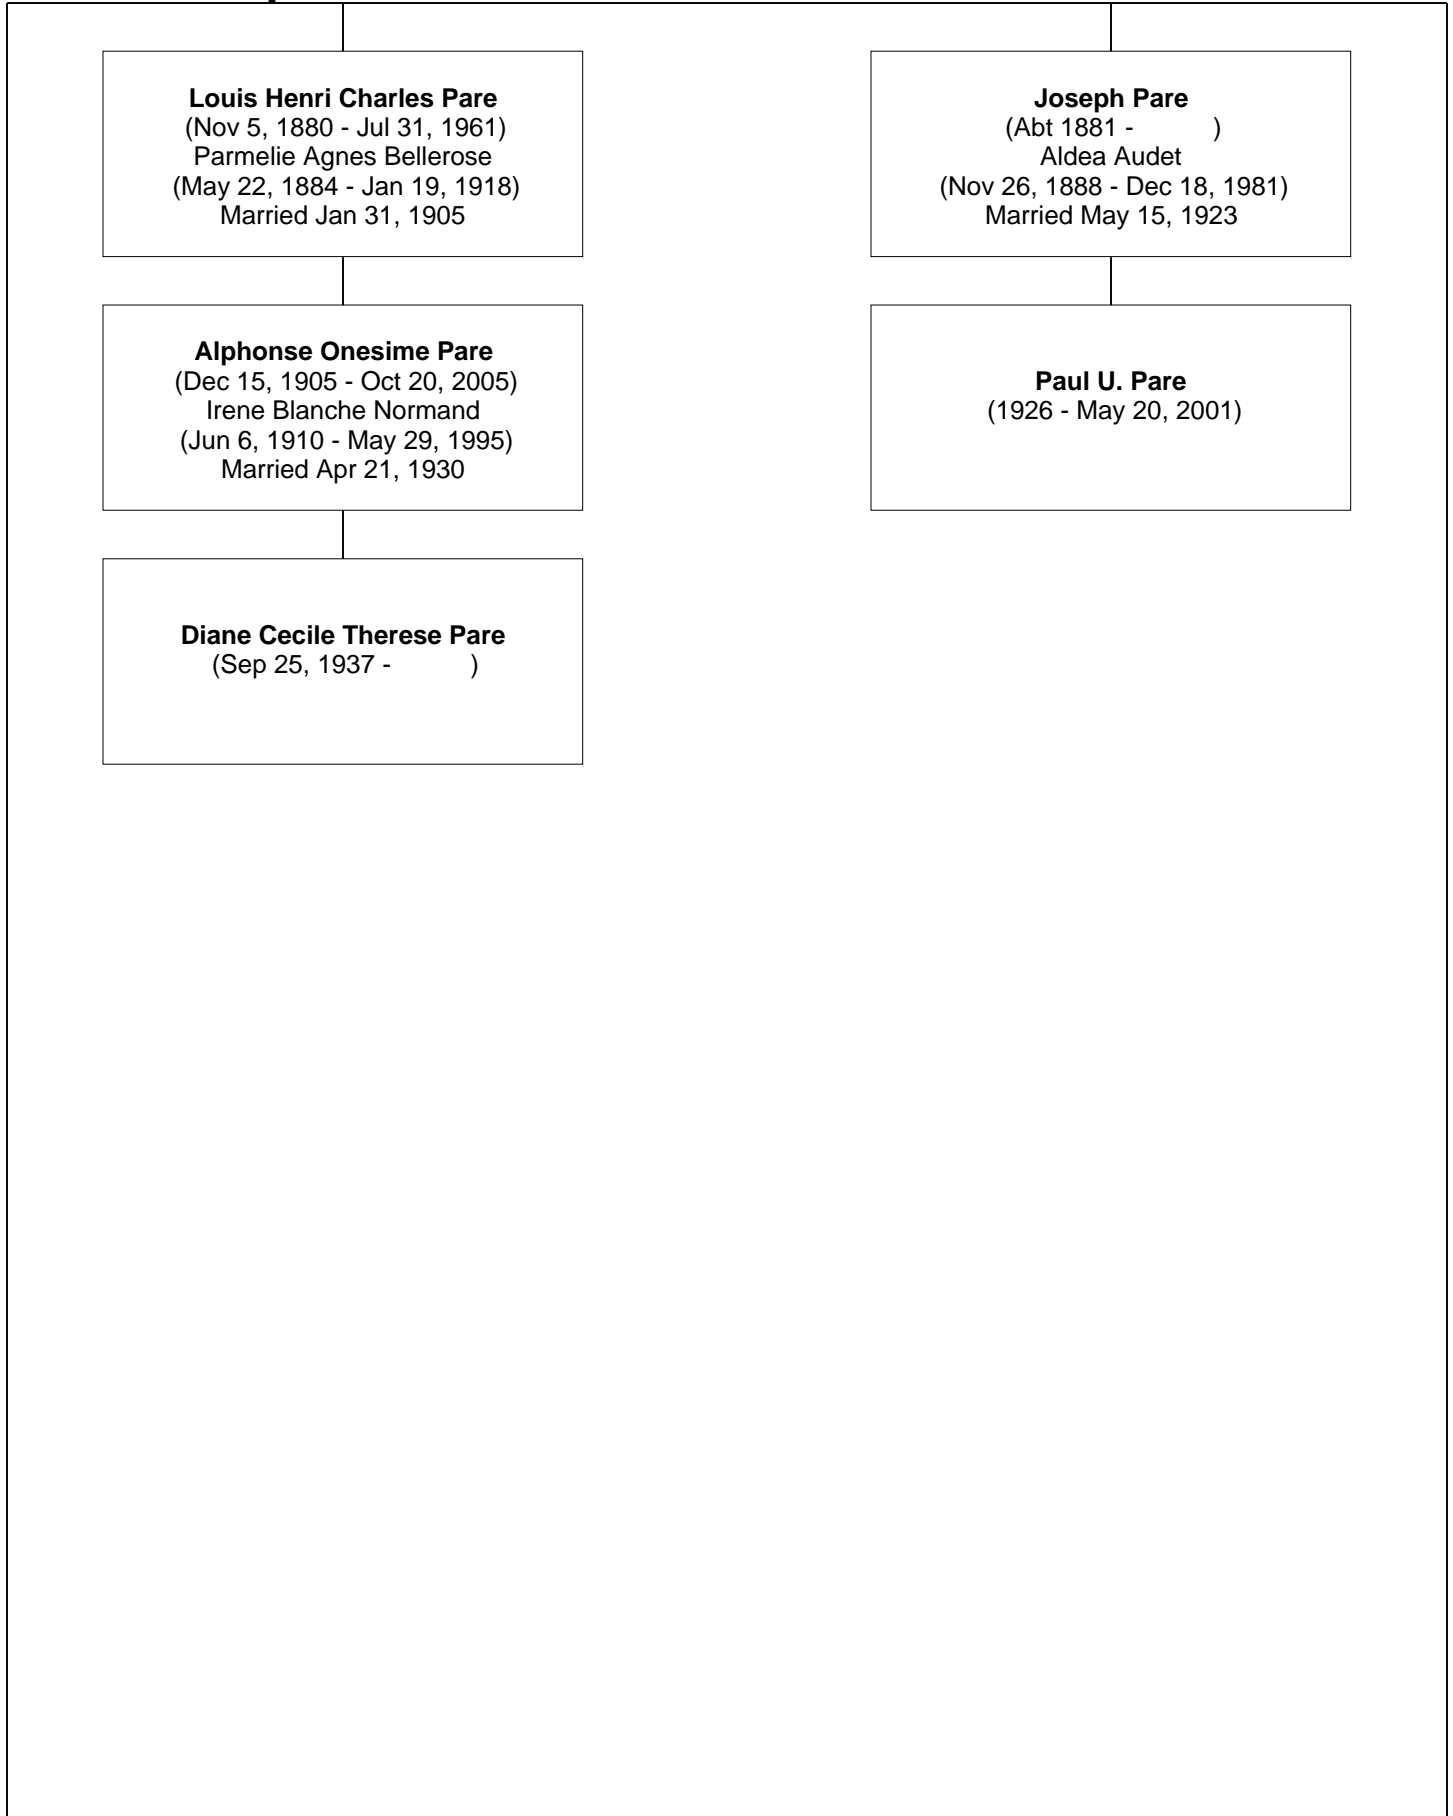 Louis Henri Charles Pare
(Nov 5, 1880 - Jul 31, 1961)
Parmelie Agnes Bellerose
(May 22, 1884 - Jan 19, 1918)
Married Jan 31, 1905
Joseph Pare
(Abt 1881 -           )
Aldea Audet
(Nov 26, 1888 - Dec 18, 1981)
Married May 15, 1923
Alphonse Onesime Pare
(Dec 15, 1905 - Oct 20, 2005)
Irene Blanche Normand
(Jun 6, 1910 - May 29, 1995)
Married Apr 21, 1930
Paul U. Pare
(1926 - May 20, 2001)
Diane Cecile Therese Pare
(Sep 25, 1937 -           )